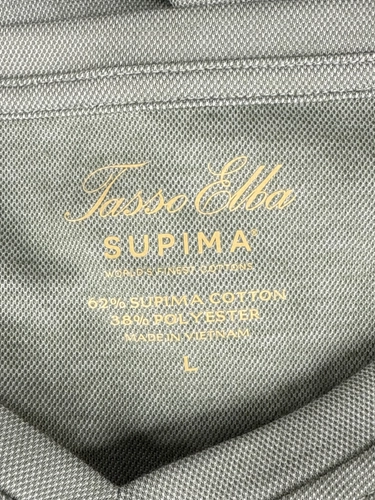 Tasso Elba
SUPIMA®
WORLD'S FINEST COTTONS
62% SUPIMA COTTON
38% POLYESTER
MADE IN VIETNAM
L